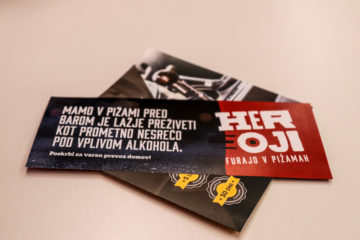 MAMO V PIŽAMI PRED
BAROM JE LAŽJE PREŽIVETI
KOT PROMETNO NESREČO
POD VPLIVOM ALKOHOLA.
Poskrbi za varen prevoz domov!
HER
OJI
FURAJO V PIŽAMAH